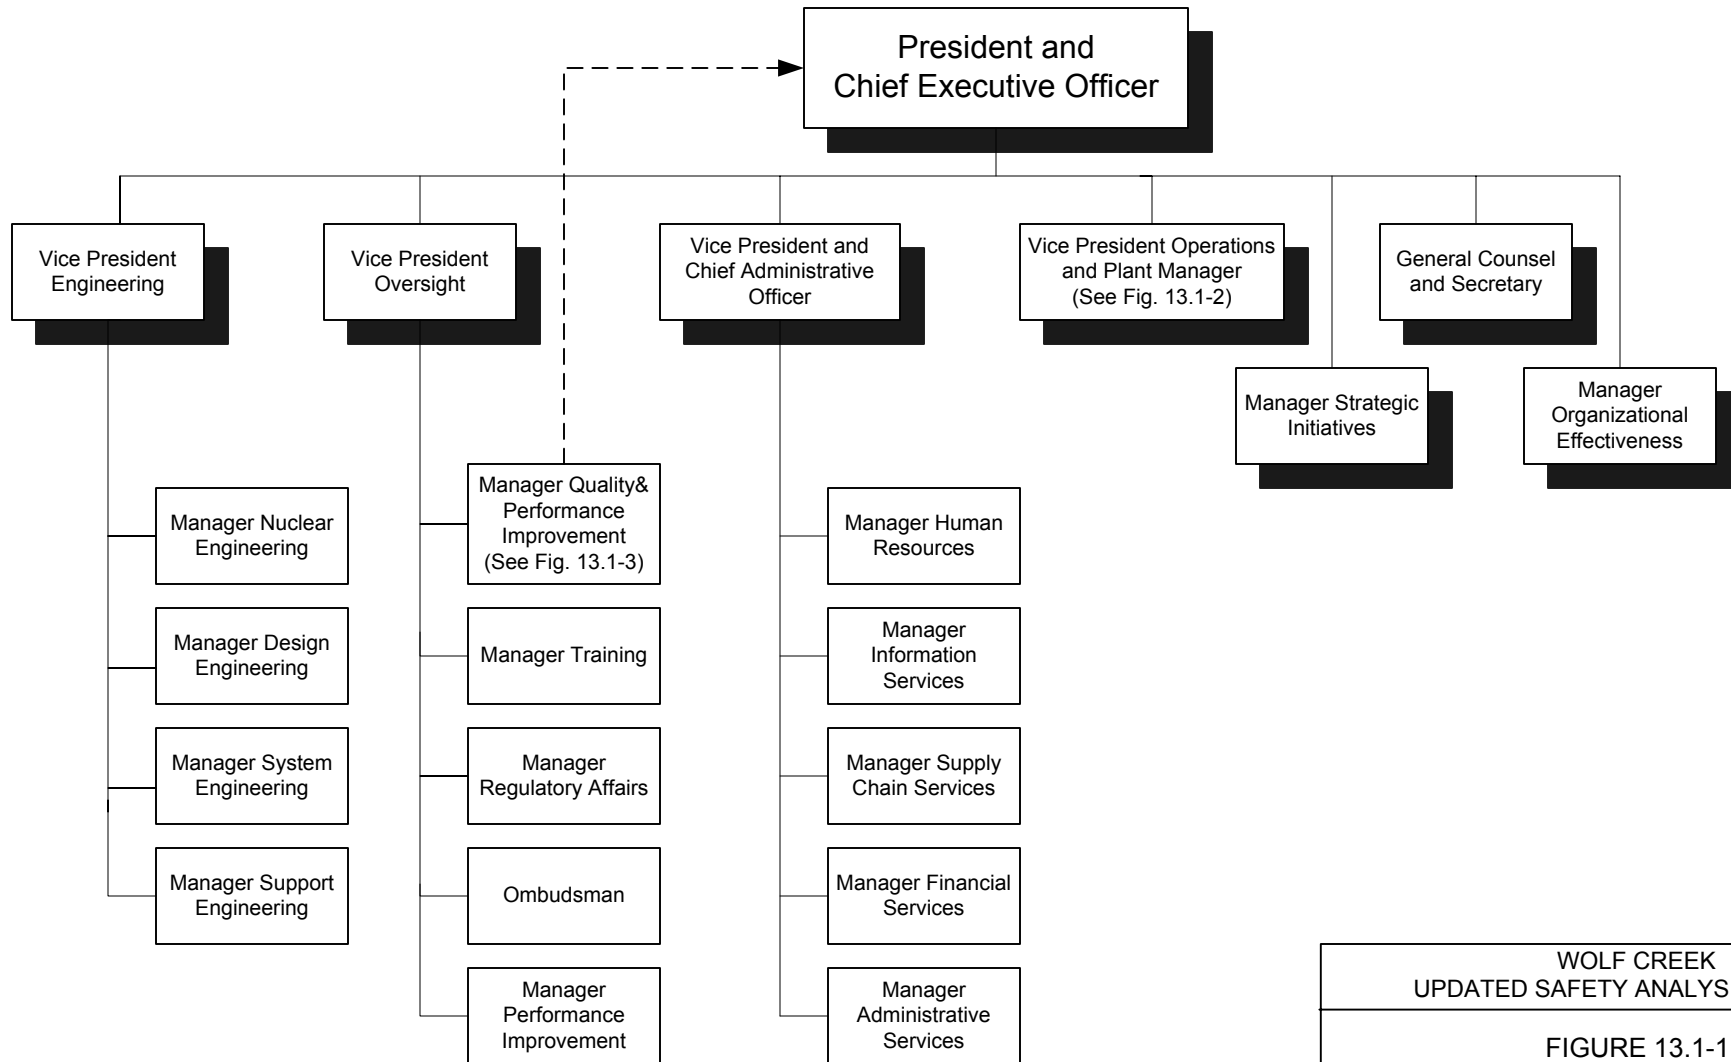 President and
Chief Executive Officer
Vice President
Engineering
Vice President
Oversight
Vice President and
Chief Administrative
Officer
Vice President Operations
and Plant Manager
(See Fig. 13.1-2)
General Counsel
and Secretary
Manager Strategic
Initiatives
Manager
Organizational
Effectiveness
Manager Nuclear
Engineering
Manager Design
Engineering
Manager System
Engineering
Manager Support
Engineering
Manager Quality&
Performance
Improvement
(See Fig. 13.1-3)
Manager Training
Manager
Regulatory Affairs
Ombudsman
Manager
Performance
Improvement
Manager Human
Resources
Manager
Information
Services
Manager Supply
Chain Services
Manager Financial
Services
Manager
Administrative
Services
WOLF CREEK
UPDATED SAFETY ANALYS
FIGURE 13.1-1